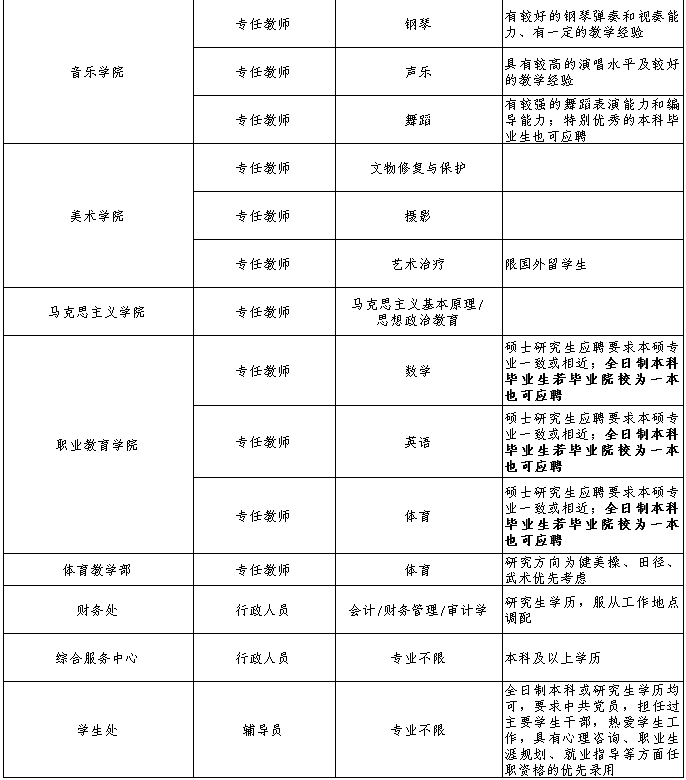 音乐学院
专任教师
钢琴
有较好的钢琴弹奏和视奏能
力、有一定的教学经验
专任教师
声乐
具有较高的演唱水平及较好
的教学经验
专任教师
舞蹈
有较强的舞蹈表演能力和编
导能力；特别优秀的本科毕
业生也可应聘
美术学院
专任教师
文物修复与保护
专任教师
摄影
专任教师
艺术治疗
限国外留学生
马克思主义学院
专任教师
马克思主义基本原理/
思想政治教育
职业教育学院
专任教师
数学
硕士研究生应聘要求本硕专
业一致或相近；全日制本科
毕业生若毕业院校为一本
也可应聘
专任教师
英语
硕士研究生应聘要求本硕专
业一致或相近；全日制本科
毕业生若毕业院校为一本
也可应聘
专任教师
体育
硕士研究生应聘要求本硕专
业一致或相近；全日制本科
毕业生若毕业院校为一本
也可应聘
体育教学部
专任教师
体育
研究方向为健美操、田径、
武术优先考虑
财务处
行政人员
会计/财务管理/审计学
研究生学历，服从工作地点
调配
综合服务中心
行政人员
专业不限
本科及以上学历
学生处
辅导员
专业不限
全日制本科或研究生学历均
可，要求中共党员，担任过
主要学生干部，热爱学生工
作，具有心理咨询、职业生
涯规划、就业指导等方面任
职资格的优先录用